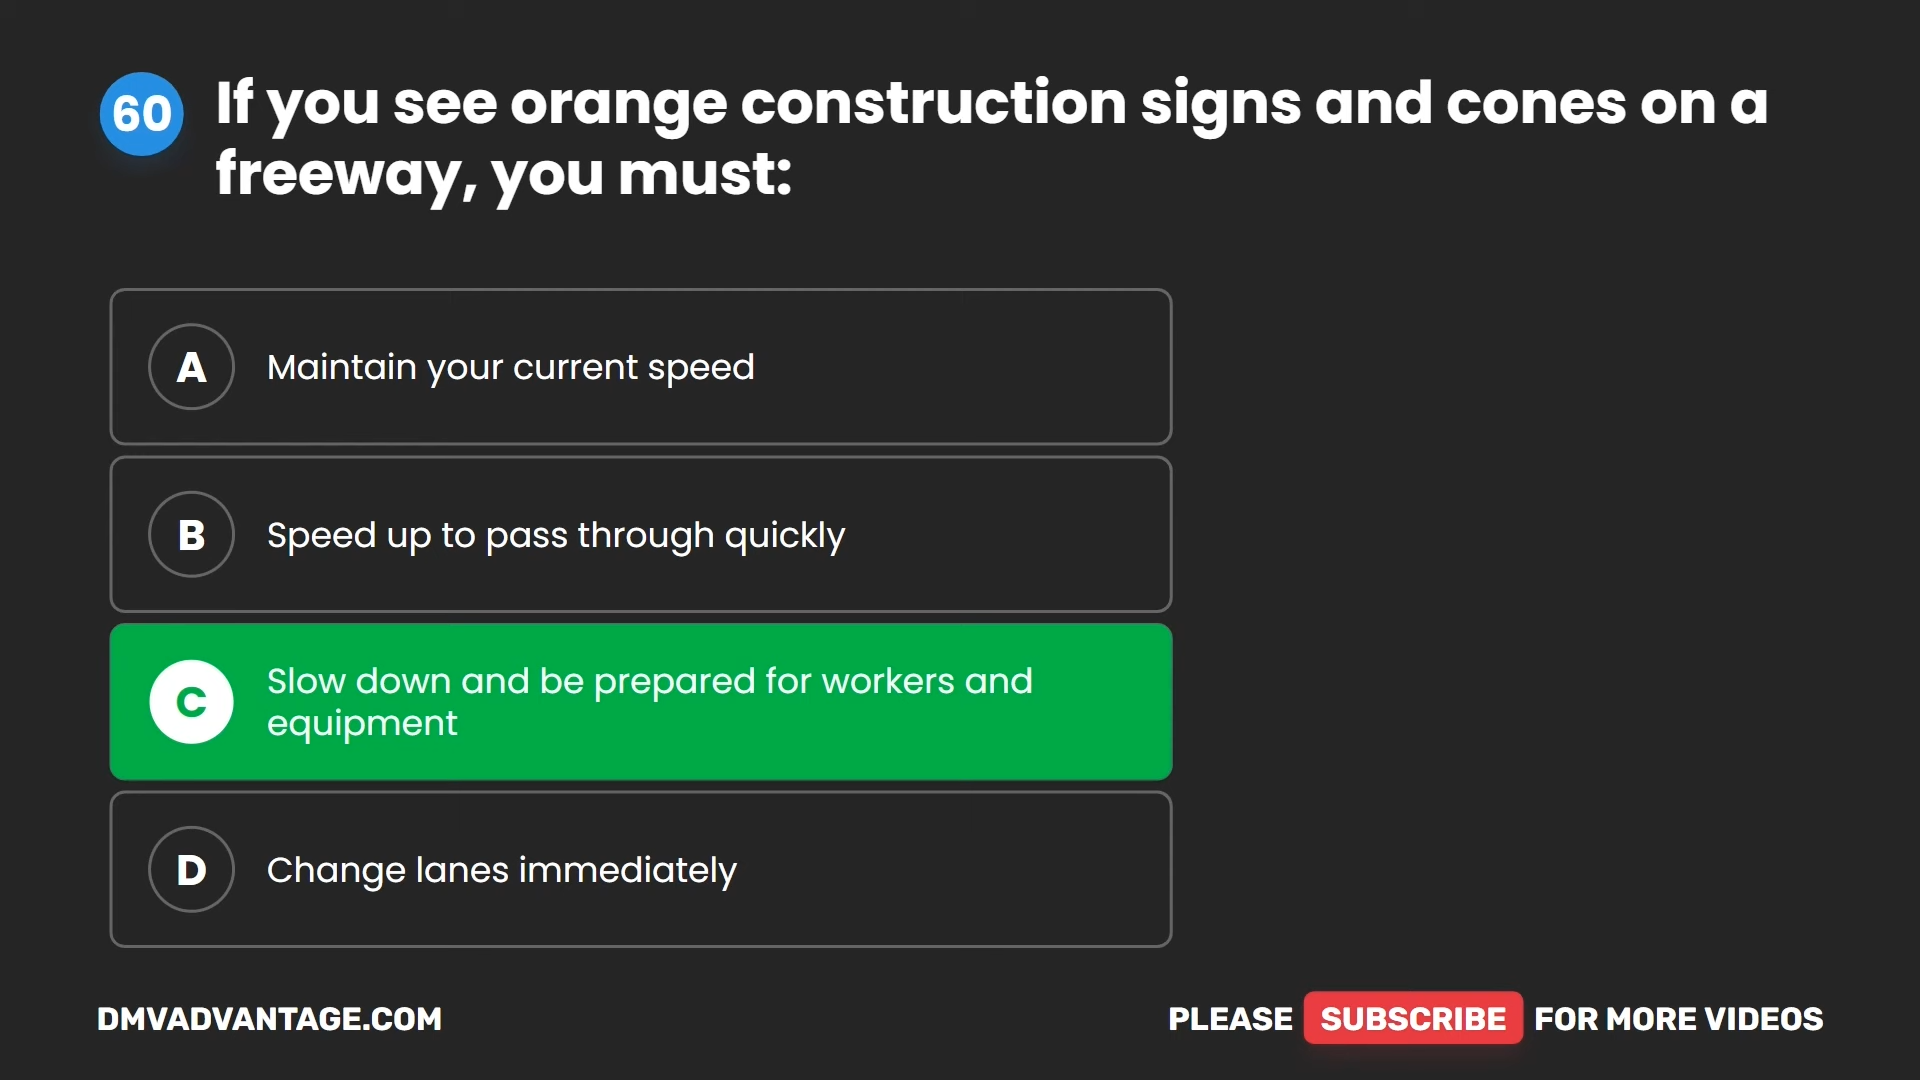 60
If you see orange construction signs and cones on a
freeway, you must:
A
Maintain your current speed
B
Speed up to pass through quickly
C
Slow down and be prepared for workers and
equipment
D
Change lanes immediately
DMVADVANTAGE.COM
PLEASE SUBSCRIBE FOR MORE VIDEOS